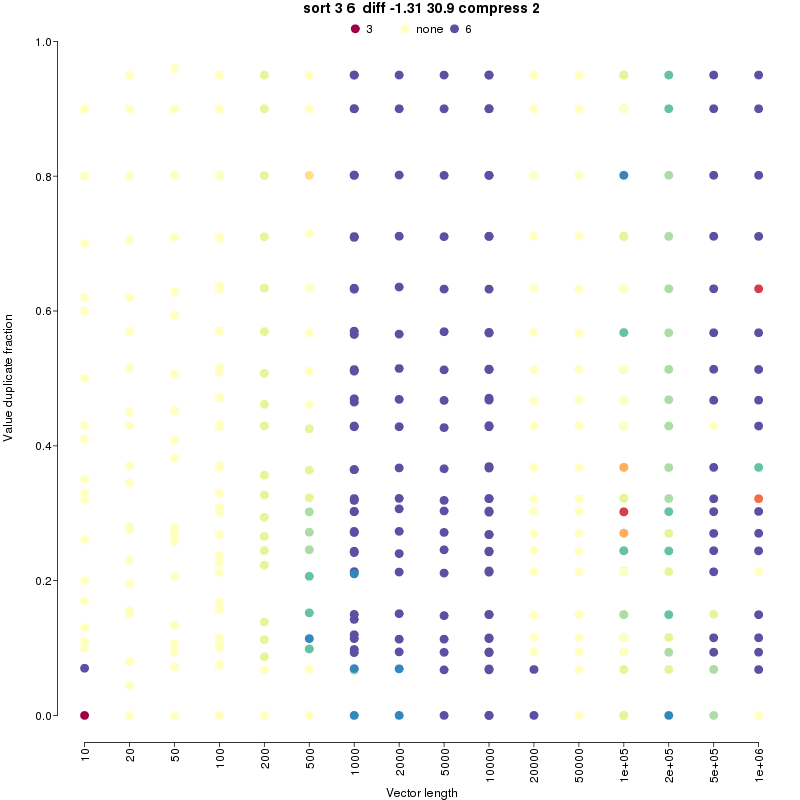 sort 3 6  diff -1.31 30.9 compress 2
3 none 6
1.0
0.8
0.6
0.4
0.2
0.0
Value duplicate fraction
10 20 50 100 200 500 1000 2000 5000 10000 20000 50000 1e+05 2e+05 5e+05 1e+06
Vector length